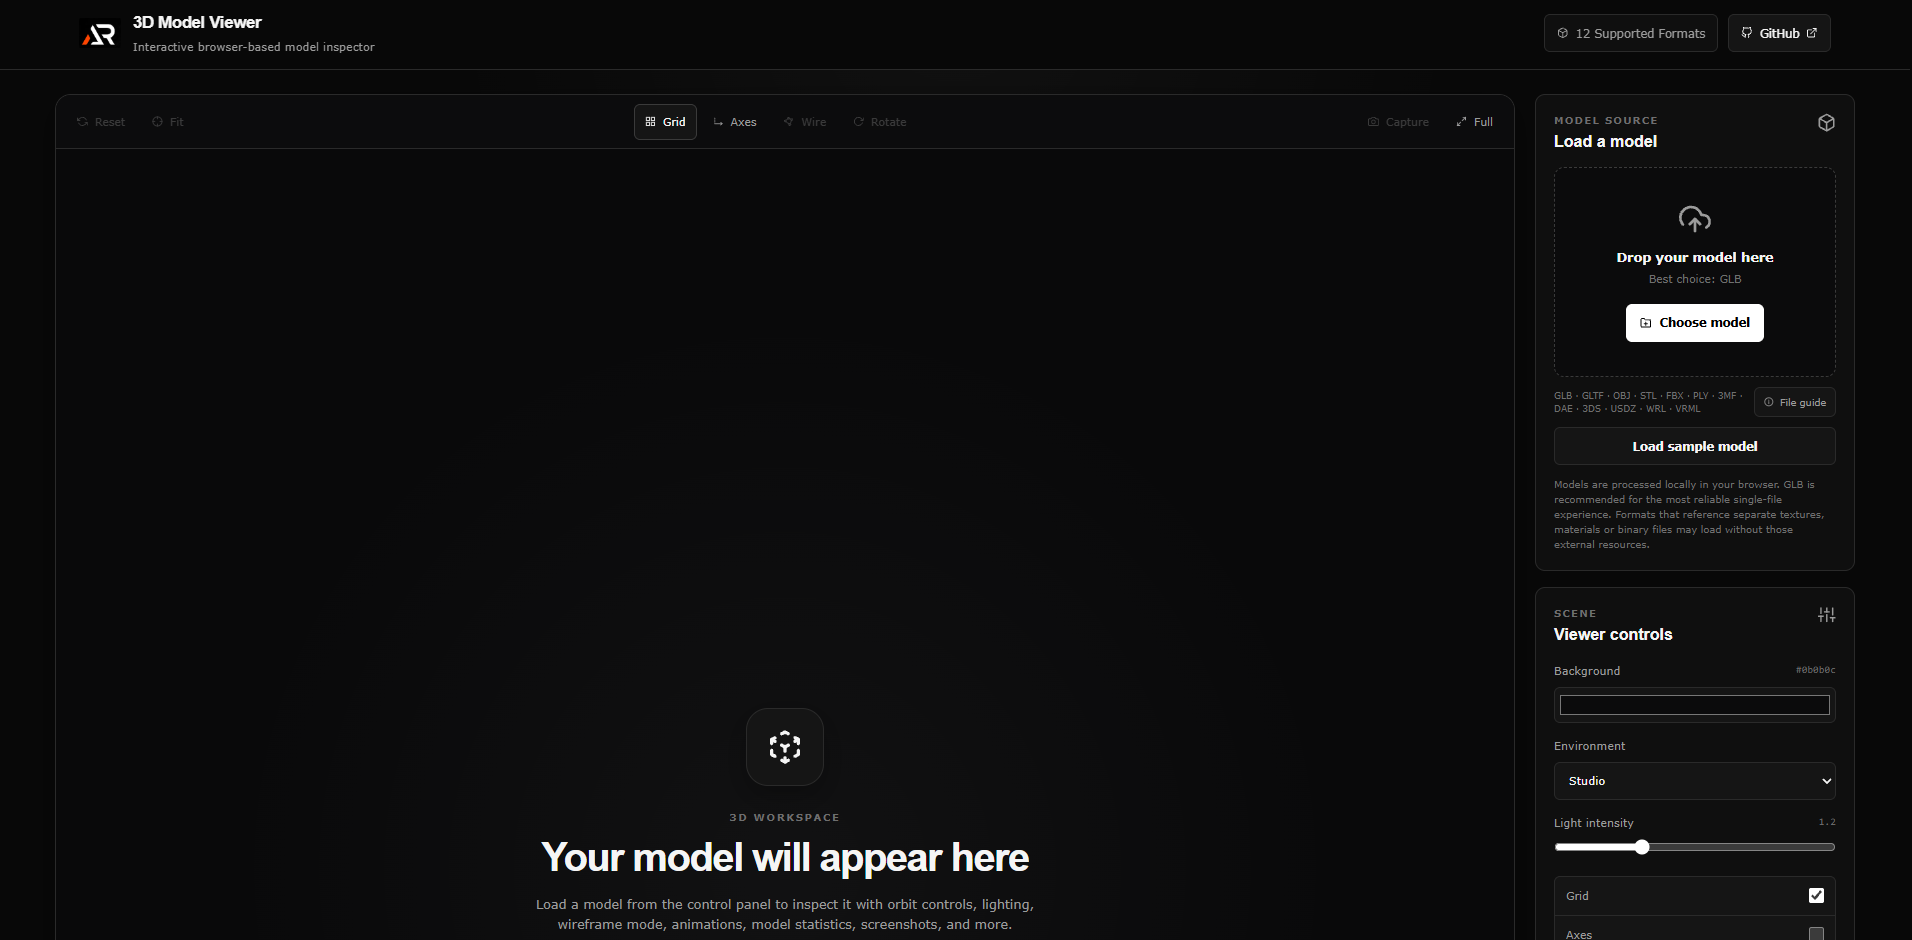 AR
3D Model Viewer
Interactive browser-based model inspector
12 Supported Formats
GitHub
Reset
Fit
Grid
Axes
Wire
Rotate
Capture
Full
MODEL SOURCE
Load a model
Drop your model here
Best choice: GLB
Choose model
GLB · GLTF · OBJ · STL · FBX · PLY · 3MF ·
DAE · 3DS · USDZ · WRL · VRML
File guide
Load sample model
Models are processed locally in your browser. GLB is
recommended for the most reliable single-file
experience. Formats that reference separate textures,
materials or binary files may load without those
external resources.
SCENE
Viewer controls
Background
#0b0b0c
Environment
Studio
Light intensity
1.2
Grid
Axes
3D WORKSPACE
Your model will appear here
Load a model from the control panel to inspect it with orbit controls, lighting,
wireframe mode, animations, model statistics, screenshots, and more.